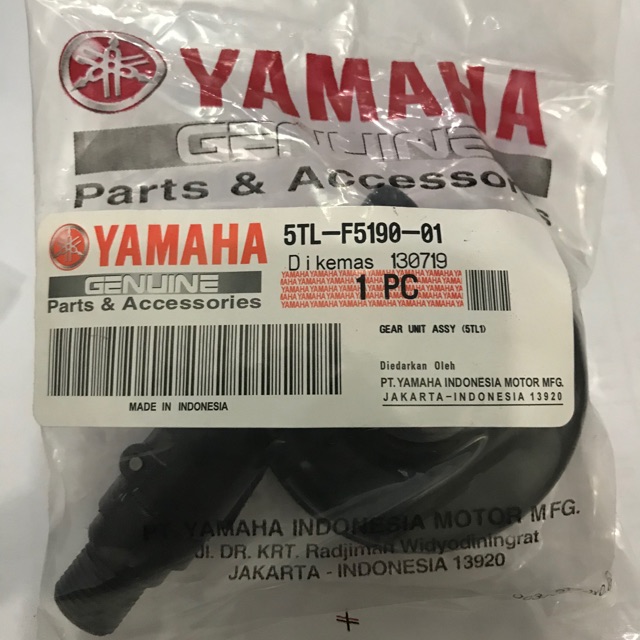 YAMAHA
GENUINE
Parts & Accessories
YAMAHA
GENUINE
Parts & Accessories
5TL-F5190-01
Dikemas 130719
1 PC
GEAR UNIT ASSY (5TL1)
Diedarkan Oleh
PT. YAMAHA INDONESIA MOTOR MFG.
JAKARTA-INDONESIA 13920
MADE IN INDONESIA
PT. YAMAHA INDONESIA MOTOR MFG.
Jl. DR. KRT. Radjiman Widyodiningrat
JAKARTA - INDONESIA 13920